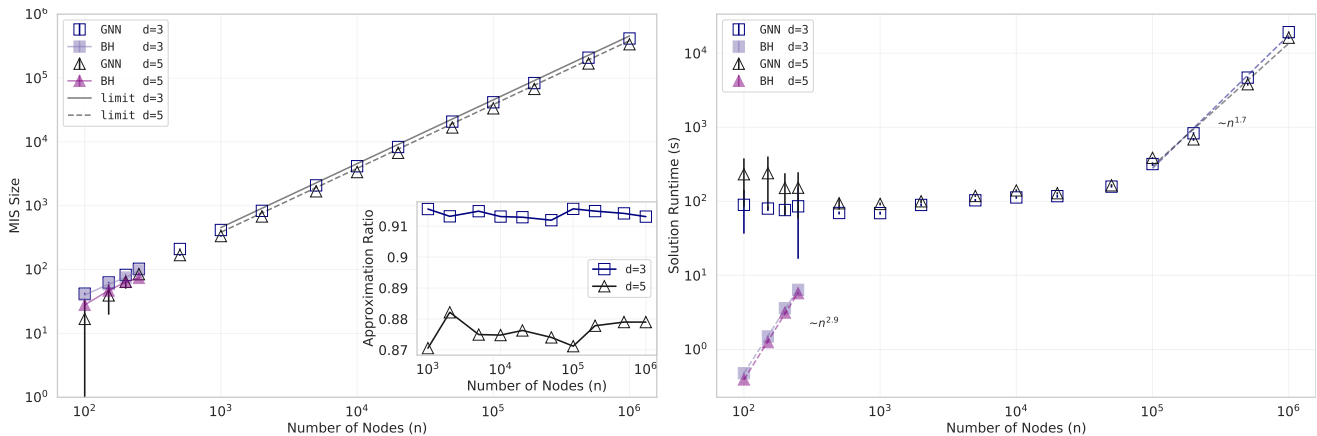 10^6
10^5
10^4
10^3
10^2
10^1
10^0
MIS Size
GNN d=3
BH d=3
GNN d=5
BH d=5
limit d=3
limit d=5
0.91
0.9
0.89
0.88
0.87
Approximation Ratio
d=3
d=5
10^3 10^4 10^5 10^6
Number of Nodes (n)
10^2 10^3 10^4 10^5 10^6
Number of Nodes (n)
10^4
10^3
10^2
10^1
10^0
Solution Runtime (s)
GNN d=3
BH d=3
GNN d=5
BH d=5
~n^1.7
~n^2.9
10^2 10^3 10^4 10^5 10^6
Number of Nodes (n)